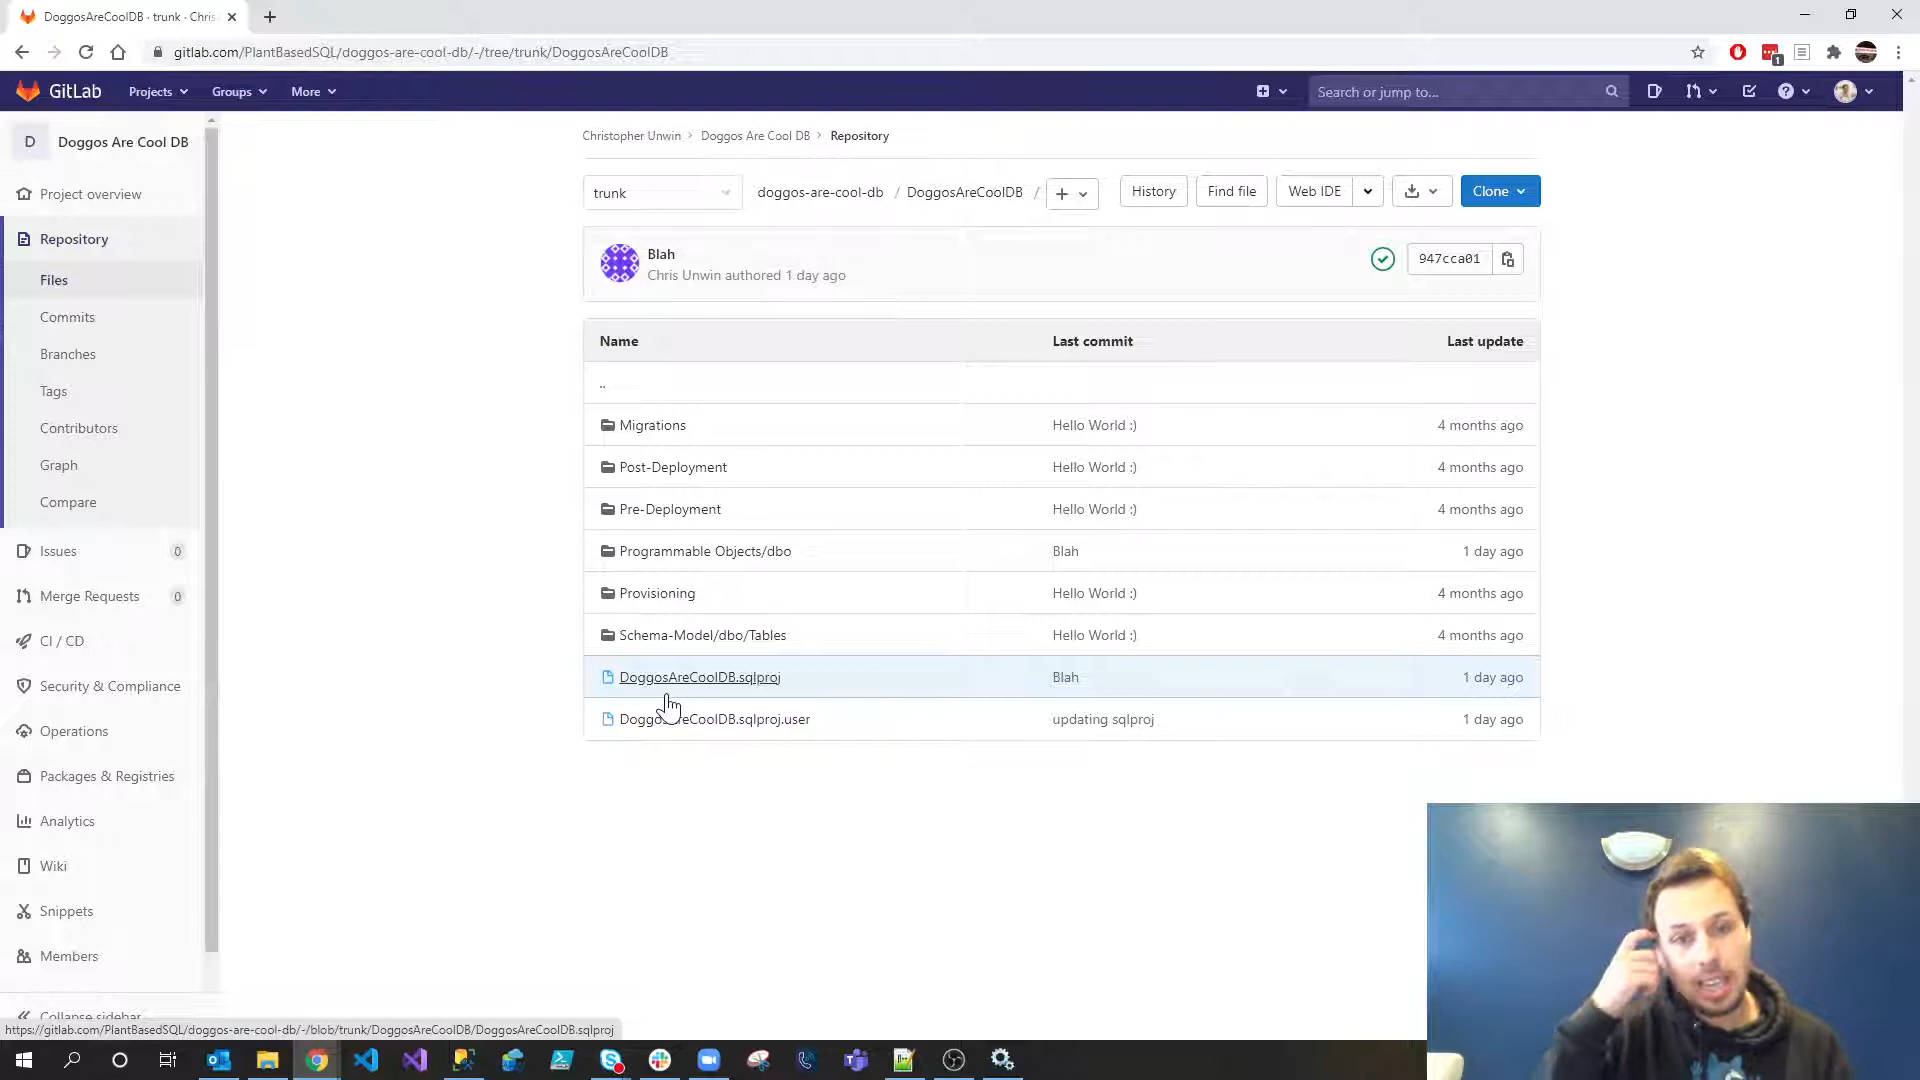 DoggosAreCoolDB · trunk · Chris
gitlab.com/PlantBasedSQL/doggos-are-cool-db/-/tree/trunk/DoggosAreCoolDB
1
GitLab
Projects
Groups
More
Search or jump to...
D
Doggos Are Cool DB
Christopher Unwin > Doggos Are Cool DB > Repository
trunk
doggos-are-cool-db / DoggosAreCoolDB /
History
Find file
Web IDE
Clone
Blah
Chris Unwin authored 1 day ago
947cca01
Project overview
Repository
Files
Commits
Branches
Tags
Contributors
Graph
Compare
Issues 0
Merge Requests 0
CI / CD
Security & Compliance
Operations
Packages & Registries
Analytics
Wiki
Snippets
Members
Collapse sidebar
Name Last commit Last update
..
Migrations Hello World :) 4 months ago
Post-Deployment Hello World :) 4 months ago
Pre-Deployment Hello World :) 4 months ago
Programmable Objects/dbo Blah 1 day ago
Provisioning Hello World :) 4 months ago
Schema-Model/dbo/Tables Hello World :) 4 months ago
DoggosAreCoolDB.sqlproj Blah 1 day ago
DoggosAreCoolDB.sqlproj.user updating sqlproj 1 day ago
https://gitlab.com/PlantBasedSQL/doggos-are-cool-db/-/blob/trunk/DoggosAreCoolDB/DoggosAreCoolDB.sqlproj